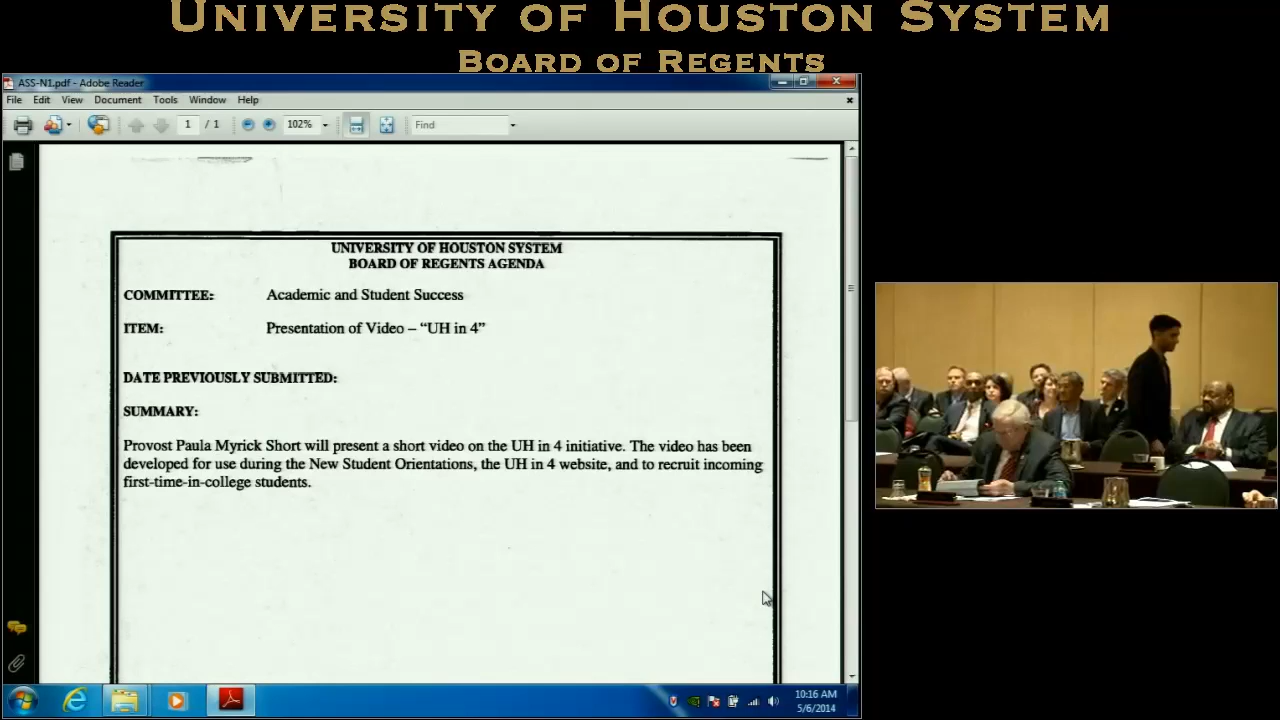 UNIVERSITY OF HOUSTON SYSTEM
BOARD OF REGENTS
ASS-N1.pdf - Adobe Reader
File Edit View Document Tools Window Help
1 / 1 102% Find
UNIVERSITY OF HOUSTON SYSTEM
BOARD OF REGENTS AGENDA
COMMITTEE: Academic and Student Success
ITEM: Presentation of Video – “UH in 4”
DATE PREVIOUSLY SUBMITTED:
SUMMARY:
Provost Paula Myrick Short will present a short video on the UH in 4 initiative. The video has been
developed for use during the New Student Orientations, the UH in 4 website, and to recruit incoming
first-time-in-college students.
10:16 AM
5/6/2014